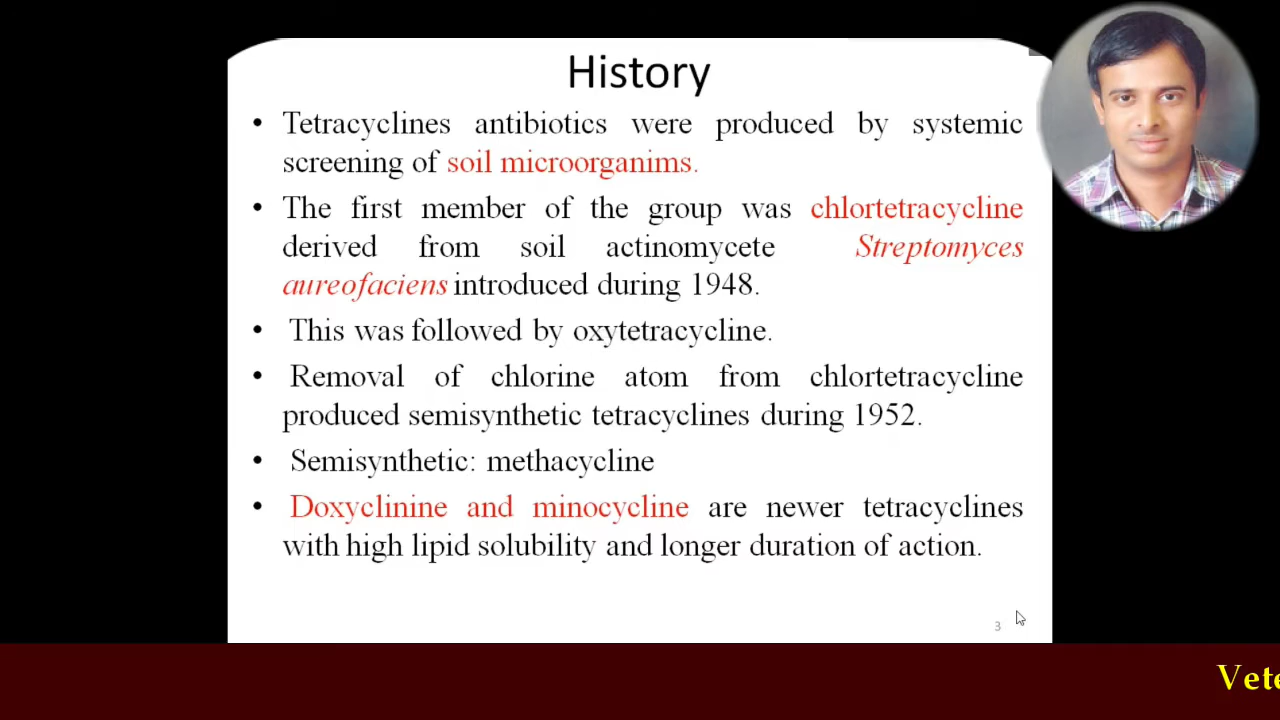 History
• Tetracyclines antibiotics were produced by systemic
screening of soil microorganims.
• The first member of the group was chlortetracycline
derived from soil actinomycete Streptomyces
aureofaciens introduced during 1948.
• This was followed by oxytetracycline.
• Removal of chlorine atom from chlortetracycline
produced semisynthetic tetracyclines during 1952.
• Semisynthetic: methacycline
• Doxyclinine and minocycline are newer tetracyclines
with high lipid solubility and longer duration of action.
3
Vete